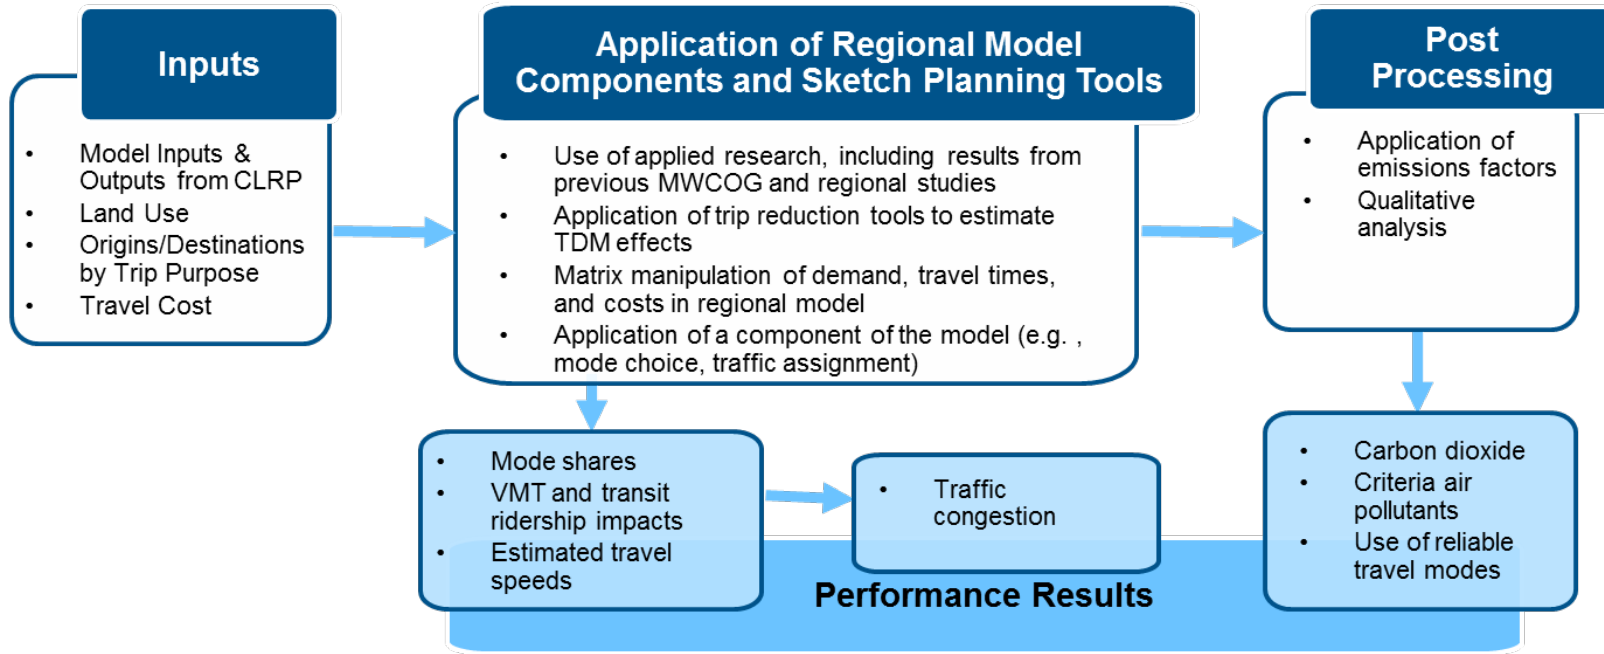 Inputs
• Model Inputs &
Outputs from CLRP
• Land Use
• Origins/Destinations
by Trip Purpose
• Travel Cost
Application of Regional Model
Components and Sketch Planning Tools
• Use of applied research, including results from
previous MWCOG and regional studies
• Application of trip reduction tools to estimate
TDM effects
• Matrix manipulation of demand, travel times,
and costs in regional model
• Application of a component of the model (e.g. ,
mode choice, traffic assignment)
Post
Processing
• Application of
emissions factors
• Qualitative
analysis
• Mode shares
• VMT and transit
ridership impacts
• Estimated travel
speeds
• Traffic
congestion
• Carbon dioxide
• Criteria air
pollutants
• Use of reliable
travel modes
Performance Results